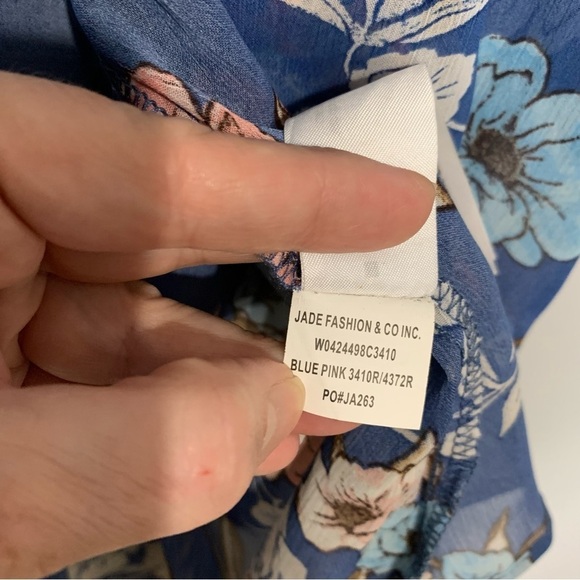 JADE FASHION & CO INC.
W0424498C3410
BLUE PINK 3410R/4372R
PO#JA263